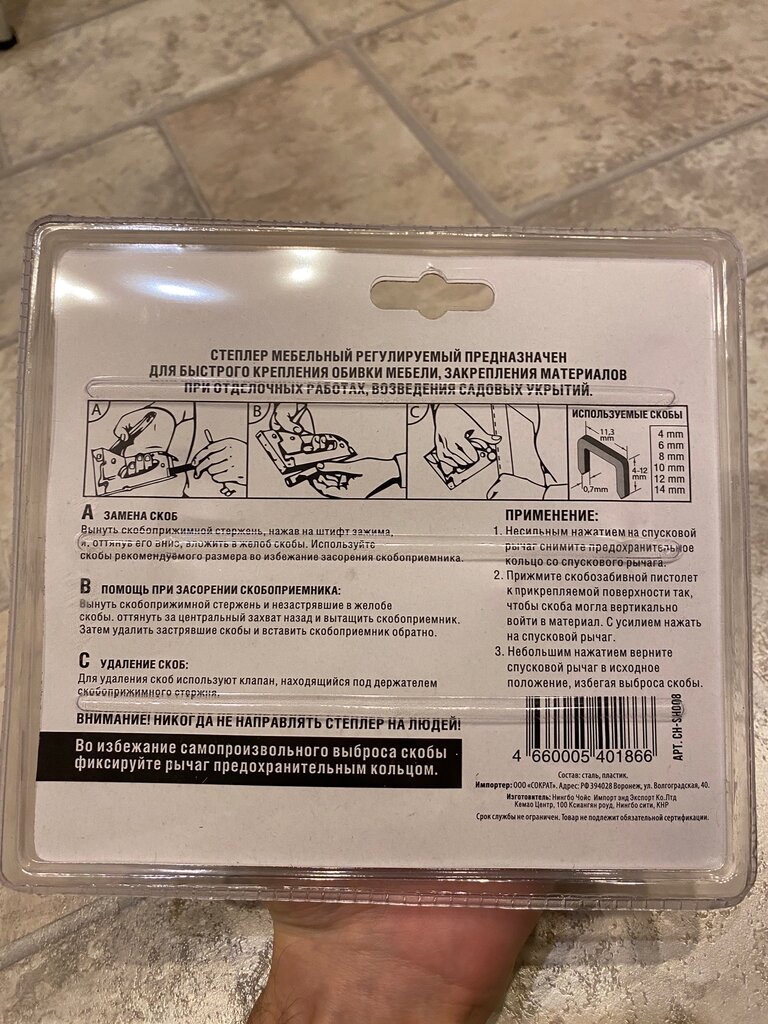 СТЕПЛЕР МЕБЕЛЬНЫЙ РЕГУЛИРУЕМЫЙ ПРЕДНАЗНАЧЕН
ДЛЯ БЫСТРОГО КРЕПЛЕНИЯ ОБИВКИ МЕБЕЛИ, ЗАКРЕПЛЕНИЯ МАТЕРИАЛОВ
ПРИ ОТДЕЛОЧНЫХ РАБОТАХ, ВОЗВЕДЕНИЯ САДОВЫХ УКРЫТИЙ.
A
B
C
ИСПОЛЬЗУЕМЫЕ СКОБЫ
11,3
mm
4-12
mm
0,7mm
4 mm
6 mm
8 mm
10 mm
12 mm
14 mm
A ЗАМЕНА СКОБ
Вынуть скобоприжимной стержень, нажав на штифт зажима,
и, оттянув его вниз, вложить в желоб скобы. Используйте
скобы рекомендуемого размера во избежание засорения скобоприемника.
B ПОМОЩЬ ПРИ ЗАСОРЕНИИ СКОБОПРИЕМНИКА:
Вынуть скобоприжимной стержень и незастрявшие в желобе
скобы. оттянуть за центральный захват назад и вытащить скобоприемник.
Затем удалить застрявшие скобы и вставить скобоприемник обратно.
C УДАЛЕНИЕ СКОБ:
Для удаления скоб используют клапан, находящийся под держателем
скобоприжимного стержня.
ВНИМАНИЕ! НИКОГДА НЕ НАПРАВЛЯТЬ СТЕПЛЕР НА ЛЮДЕЙ!
Во избежание самопроизвольного выброса скобы
фиксируйте рычаг предохранительным кольцом.
ПРИМЕНЕНИЕ:
1. Несильным нажатием на спусковой
рычаг снимите предохранительное
кольцо со спускового рычага.
2. Прижмите скобозабивной пистолет
к прикрепляемой поверхности так,
чтобы скоба могла вертикально
войти в материал. С усилием нажать
на спусковой рычаг.
3. Небольшим нажатием верните
спусковой рычаг в исходное
положение, избегая выброса скобы.
4 660005 401866
АРТ. CH-SH008
Состав: сталь, пластик.
Импортер: ООО «СОКРАТ». Адрес: РФ 394028 Воронеж, ул. Волгоградская, 40.
Изготовитель: Нингбо Чойс Импорт энд Экспорт Ко.Лтд
Кемао Центр, 100 Ксиангян роуд, Нингбо сити, КНР
Срок службы не ограничен. Товар не подлежит обязательной сертификации.